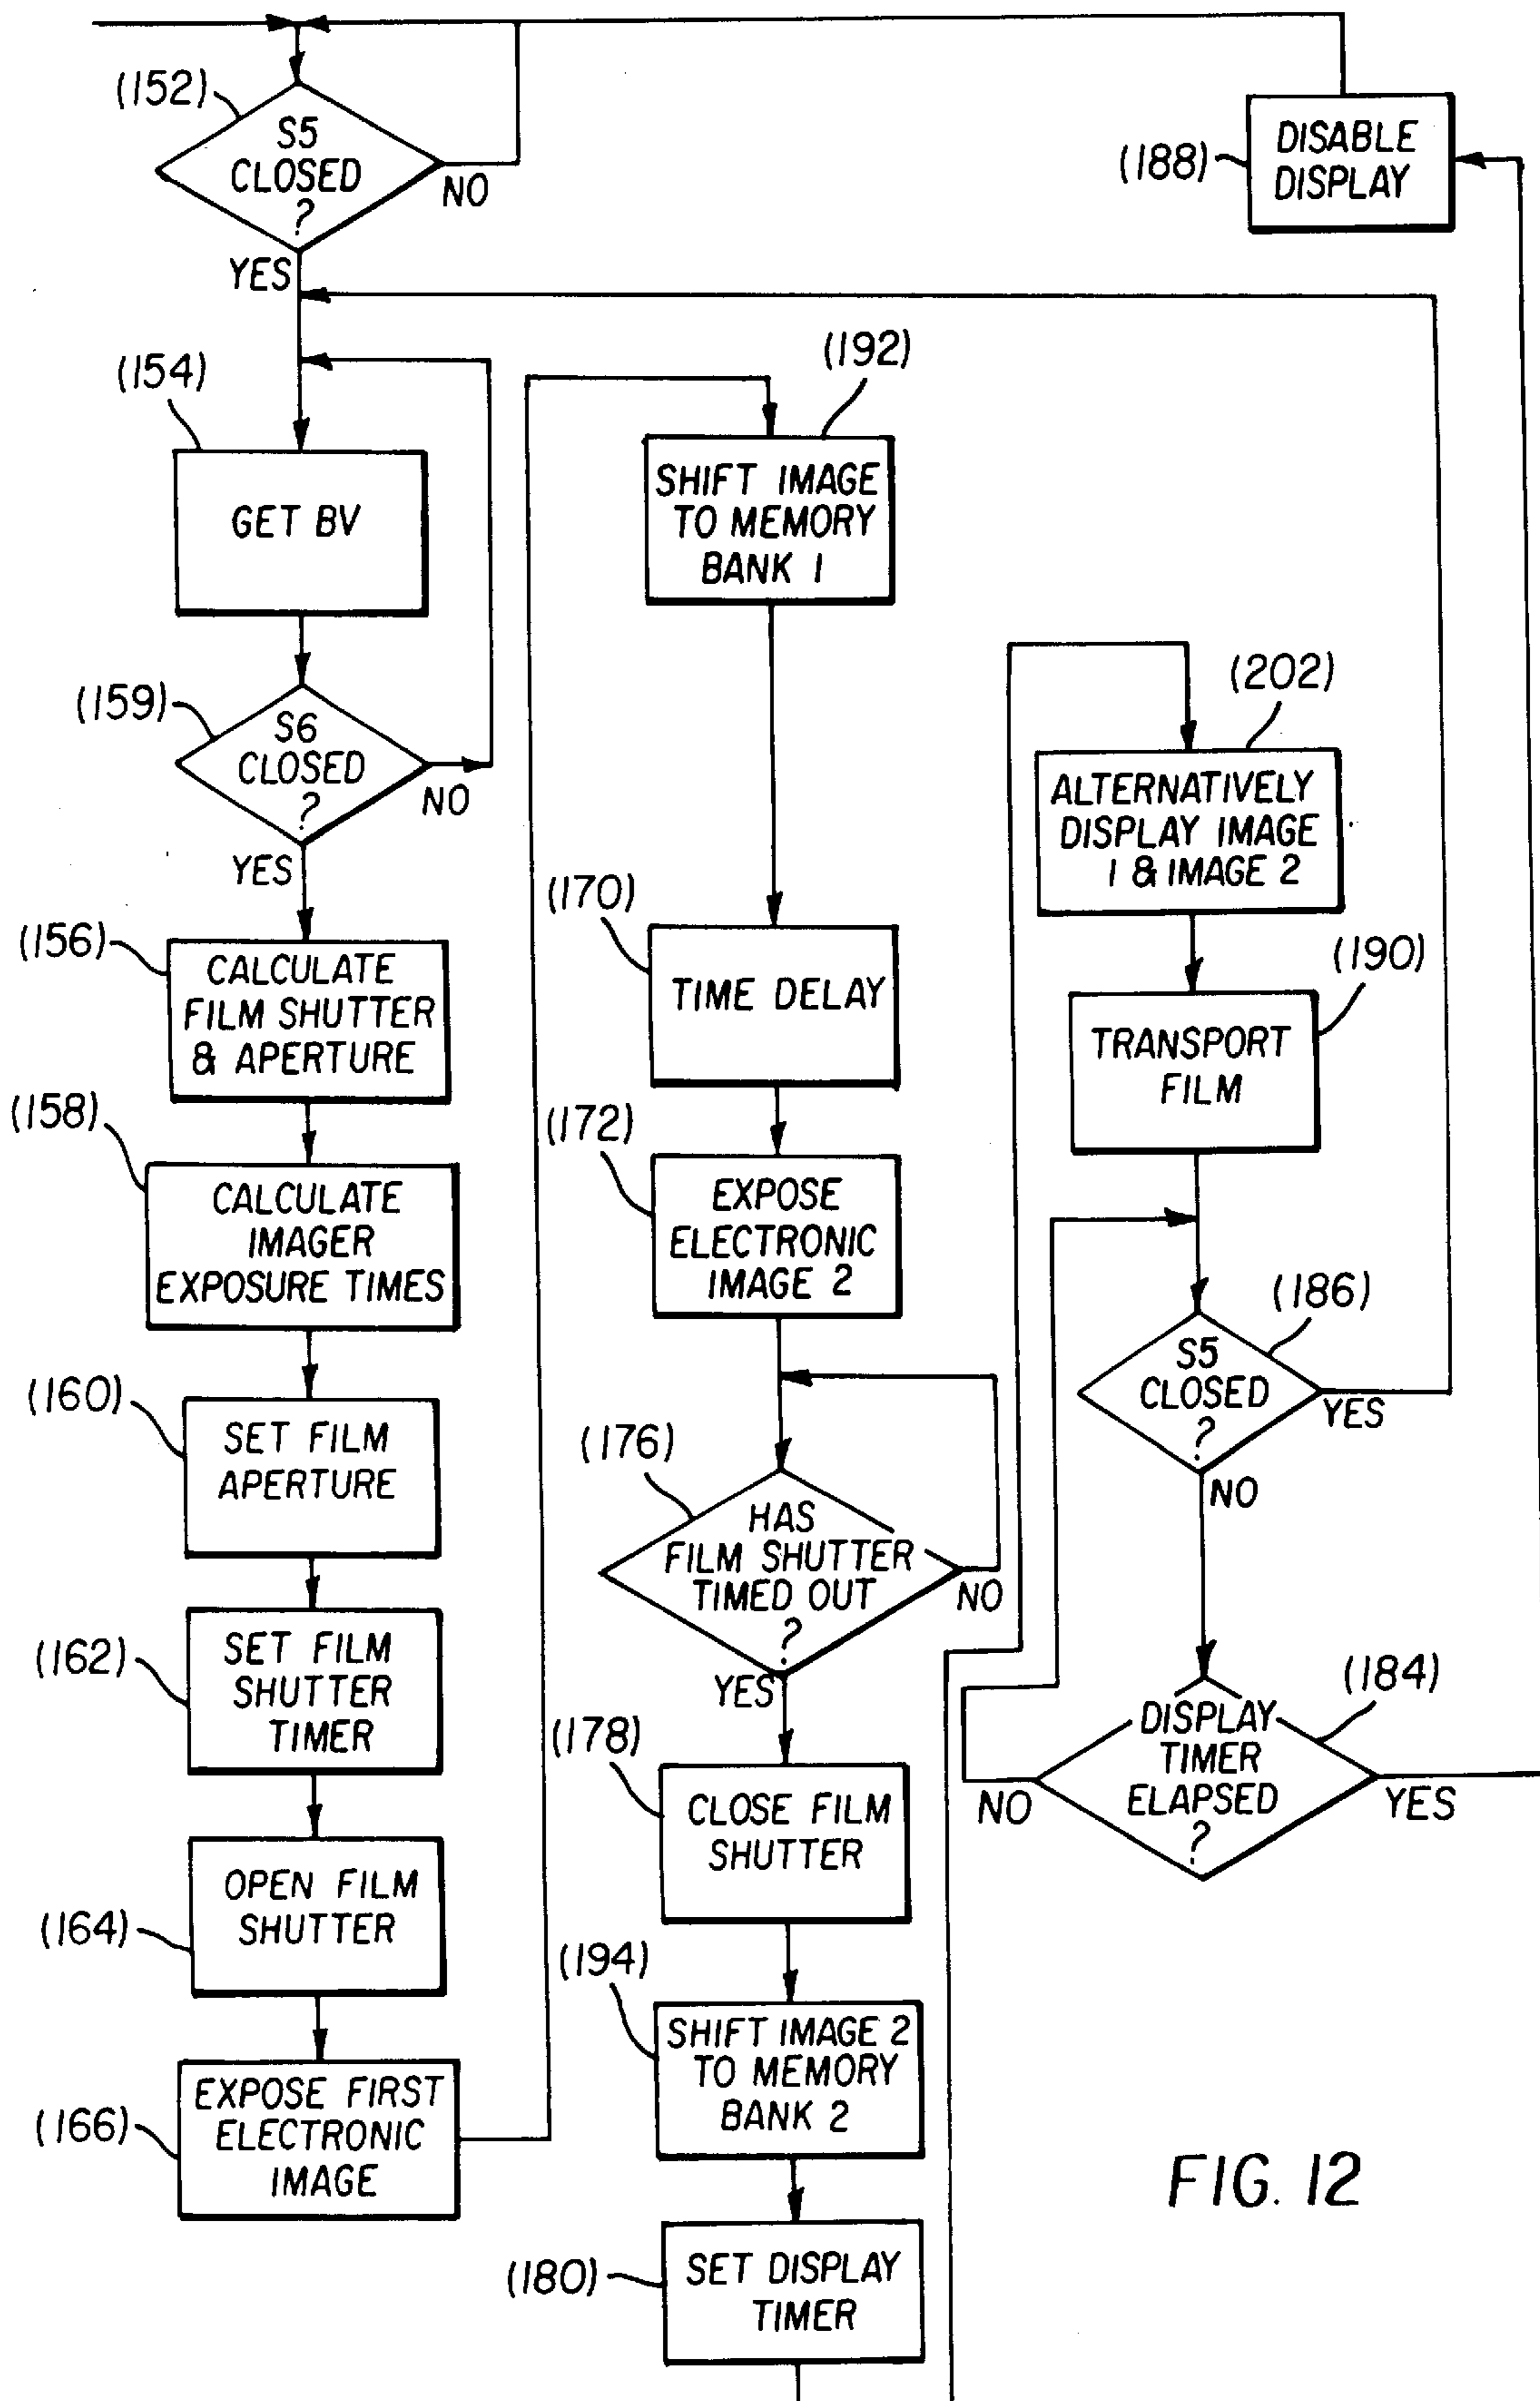 (152)
S5
CLOSED
?
NO
YES
(154)
GET BV
(159)
S6
CLOSED
?
NO
YES
(156)
CALCULATE
FILM SHUTTER
& APERTURE
(158)
CALCULATE
IMAGER
EXPOSURE TIMES
(160)
SET FILM
APERTURE
(162)
SET FILM
SHUTTER
TIMER
(164)
OPEN FILM
SHUTTER
(166)
EXPOSE FIRST
ELECTRONIC
IMAGE
(192)
SHIFT IMAGE
TO MEMORY
BANK 1
(170)
TIME DELAY
(172)
EXPOSE
ELECTRONIC
IMAGE 2
(176)
HAS
FILM SHUTTER
TIMED OUT
?
NO
YES
(178)
CLOSE FILM
SHUTTER
(194)
SHIFT IMAGE 2
TO MEMORY
BANK 2
(180)
SET DISPLAY
TIMER
(202)
ALTERNATIVELY
DISPLAY IMAGE
1 & IMAGE 2
(190)
TRANSPORT
FILM
(186)
S5
CLOSED
?
YES
NO
(184)
DISPLAY
TIMER
ELAPSED
?
NO
YES
(188)
DISABLE
DISPLAY
FIG. 12